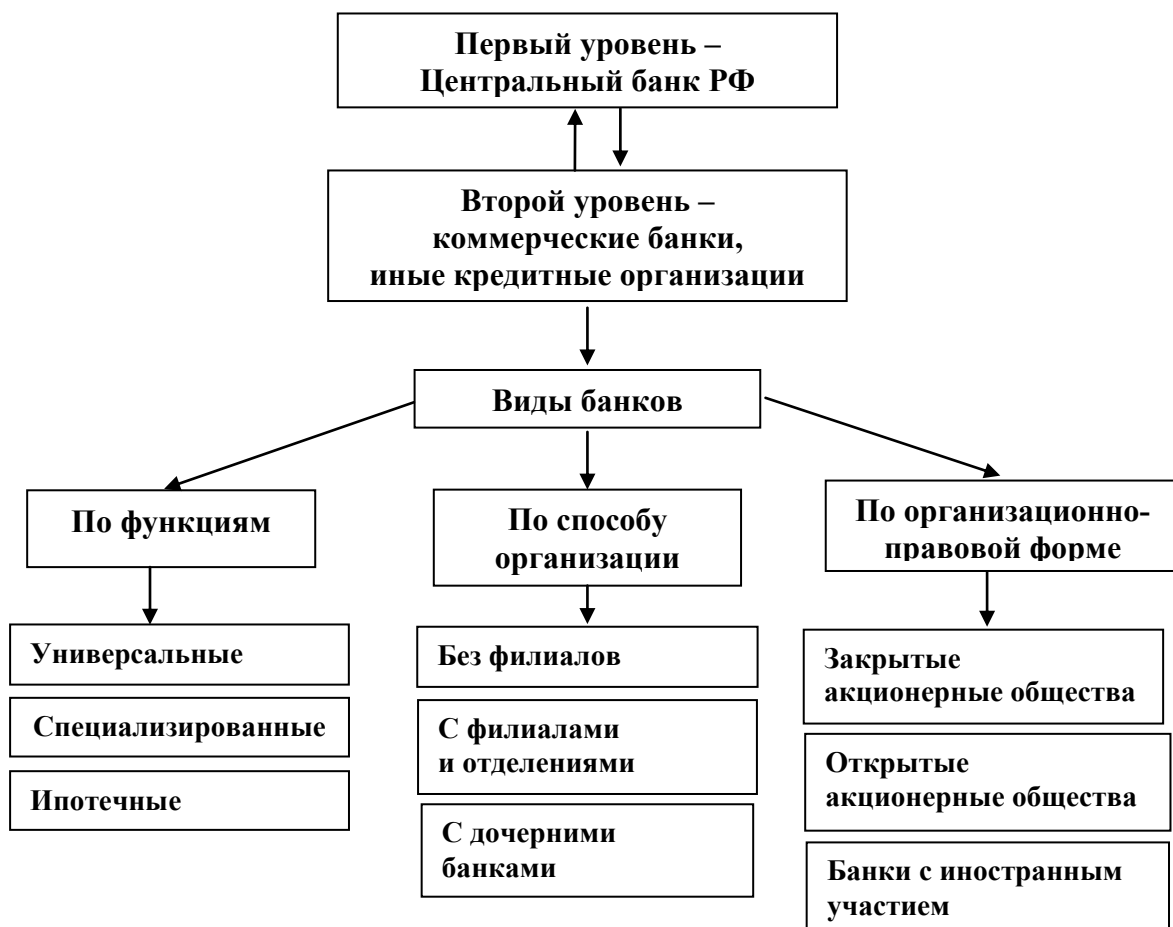 Первый уровень –
Центральный банк РФ
Второй уровень –
коммерческие банки,
иные кредитные организации
Виды банков
По функциям
Универсальные
Специализированные
Ипотечные
По способу
организации
Без филиалов
С филиалами
и отделениями
С дочерними
банками
По организационно-
правовой форме
Закрытые
акционерные общества
Открытые
акционерные общества
Банки с иностранным
участием